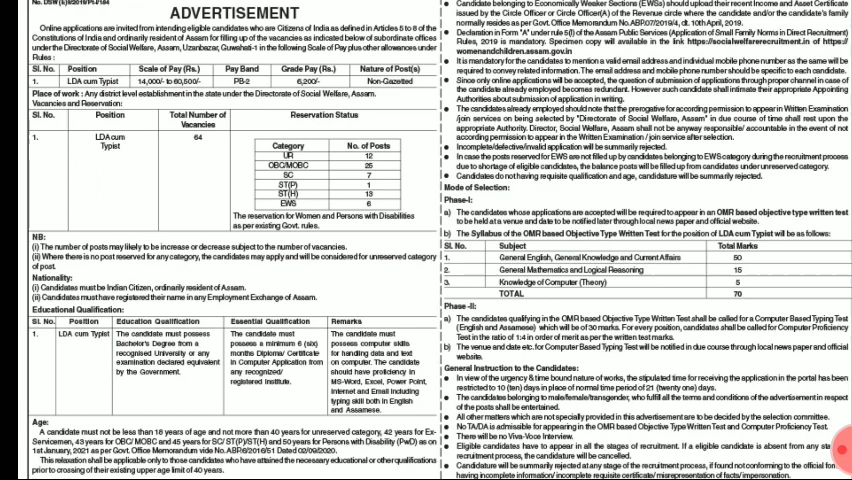 No. DSW (E)/9/2019/Pt-I/184
ADVERTISEMENT
Online applications are invited from intending eligible candidates who are Citizens of India as defined in Articles 5 to 8 of the
Constitutions of India and ordinarily resident of Assam for filling up of the vacancies as indicated below of subordinate offices
under the Directorate of Social Welfare, Assam, Uzanbazar, Guwahati-1 in the following Scale of Pay plus other allowances under
Rules :
Sl. No. Position Scale of Pay (Rs.) Pay Band Grade Pay (Rs.) Nature of Post(s)
1. LDA cum Typist 14,000/- to 60,500/- PB-2 6,200/- Non-Gazetted
Place of work : Any district level establishment in the state under the Directorate of Social Welfare, Assam.
Vacancies and Reservation:
Sl. No. Position Total Number of Vacancies Reservation Status
1. LDA cum Typist 64
Category No. of Posts
UR 12
OBC/MOBC 25
SC 7
ST(P) 1
ST(H) 13
EWS 6
The reservation for Women and Persons with Disabilities
as per existing Govt. rules.
NB:
(i) The number of posts may likely to be increase or decrease subject to the number of vacancies.
(ii) Where there is no post reserved for any category, the candidates may apply and will be considered for unreserved category
of post.
Nationality:
(i) Candidates must be Indian Citizen, ordinarily resident of Assam.
(ii) Candidates must have registered their name in any Employment Exchange of Assam.
Educational Qualification:
Sl. No. Position Education Qualification Essential Qualification Remarks
1. LDA cum Typist The candidate must possess The candidate must The candidate must
Bachelor's Degree from a possess a minimum 6 (six) possess computer skills
recognised University or any months Diploma/ Certificate for handling data and text
examination declared equivalent in Computer Application from on computer. The candidate
by the Government. any recognized/ should have proficiency in
registered institute. MS-Word, Excel, Power Point,
Internet and Email including
typing skill both in English
and Assamese.
Age:
A candidate must not be less than 18 years of age and not more than 40 years for unreserved category, 42 years for Ex-
Servicemen, 43 years for OBC/ MOBC and 45 years for SC/ ST(P)/ST(H) and 50 years for Persons with Disability (PwD) as on
1st January, 2021 as per Govt. Office Memorandum vide No. ABP.6/2016/51 Dated 02/09/2020.
This relaxation shall be applicable only to those candidates who have attained the necessary educational or other qualifications
prior to crossing of their existing upper age limit of 40 years.
Candidate belonging to Economically Weaker Sections (EWSs) should upload their recent Income and Asset Certificate
issued by the Circle Officer or Circle Officer(A) of the Revenue circle where the candidate and/or the candidate's family
normally resides as per Govt. Office Memorandum No. ABP.07/2019/4, dt. 10th April, 2019.
Declaration in Form "A" under rule 5(i) of the Assam Public Services (Application of Small Family Norms in Direct Recruitment)
Rules, 2019 is mandatory. Specimen copy will available in the link https://socialwelfarerecruitment.in of https://
womenandchildren.assam.gov.in
It is mandatory for the candidates to mention a valid email address and individual mobile phone number as the same will be
required to convey related information. The email address and mobile phone number should be specific to each candidate.
Since only online applications will be accepted, the question of submission of applications through proper channel in case of
the candidate already employed becomes redundant. However such candidate shall intimate their appropriate Appointing
Authorities about submission of application in writing.
The candidates already employed should note that the prerogative for according permission to appear in Written Examination
/join services on being selected by "Directorate of Social Welfare, Assam" in due course of time shall rest upon the
appropriate Authority. Director, Social Welfare, Assam shall not be anyway responsible/ accountable in the event of not
according permission to appear in the Written Examination / join service after selection.
Incomplete/defective/invalid application will be summarily rejected.
In case the posts reserved for EWS are not filled up by candidates belonging to EWS category during the recruitment process
due to shortage of eligible candidates, the balance posts will be filled up from candidates under unreserved category.
Candidates do not having requisite qualification and age, candidature will be summarily rejected.
Mode of Selection:
Phase-I:
a) The candidates whose applications are accepted will be required to appear in an OMR based objective type written test
to be held at a venue and date to be notified later through local news paper and official website.
b) The Syllabus of the OMR based Objective Type Written Test for the position of LDA cum Typist will be as follows:
Sl. No. Subject Total Marks
1. General English, General Knowledge and Current Affairs 50
2. General Mathematics and Logical Reasoning 15
3. Knowledge of Computer (Theory) 5
TOTAL 70
Phase -II:
a) The candidates qualifying in the OMR based Objective Type Written Test shall be called for a Computer Based Typing Test
(English and Assamese) which will be of 30 marks. For every position, candidates shall be called for Computer Proficiency
Test in the ratio of 1:4 in order of merit as per the written test marks.
b) The venue and date etc. for Computer Based Typing Test will be notified in due course through local news paper and official
website.
General Instruction to the Candidates:
In view of the urgency & time bound nature of works, the stipulated time for receiving the application in the portal has been
restricted to 10 (ten) days in place of normal time period of 21 (twenty one) days.
The candidates belonging to male/female/transgender, who fulfill all the terms and conditions of the advertisement in respect
of the posts shall be entertained.
All other matters which are not specially provided in this advertisement are to be decided by the selection committee.
No TA/DA is admissible for appearing in the OMR based Objective Type Written Test and Computer Proficiency Test.
There will be no Viva-Voce Interview.
Eligible candidates have to appear in all the stages of recruitment. If a eligible candidate is absent from any
recruitment process, the candidature will be cancelled.
Candidature will be summarily rejected at any stage of the recruitment process, if found not conforming to the official
having incomplete information/ incomplete requisite certificate/ misrepresentation of facts/ impersonation.